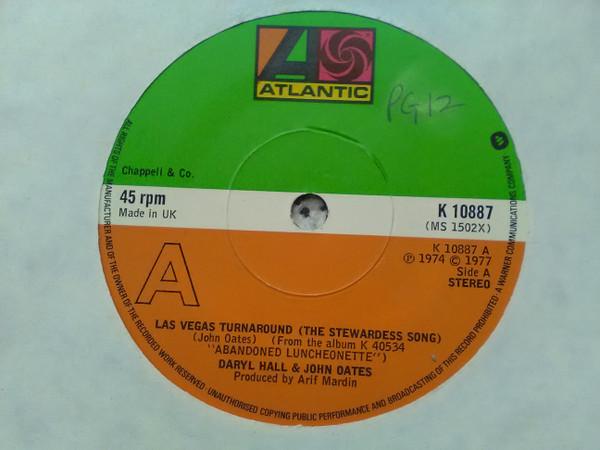 ATLANTIC
PG12
Chappell & Co.
45 rpm
Made in UK
K 10887
(MS 1502X)
K 10887 A
℗ 1974 © 1977
Side A
STEREO
A
LAS VEGAS TURNAROUND (THE STEWARDESS SONG)
(John Oates) (From the album K 40534
"ABANDONED LUNCHEONETTE")
DARYL HALL & JOHN OATES
Produced by Arif Mardin
ALL RIGHTS OF THE MANUFACTURER AND OF THE OWNER OF THE RECORDED WORK RESERVED · UNAUTHORISED COPYING PUBLIC PERFORMANCE AND BROADCASTING OF THIS RECORD PROHIBITED · A WARNER COMMUNICATIONS COMPANY